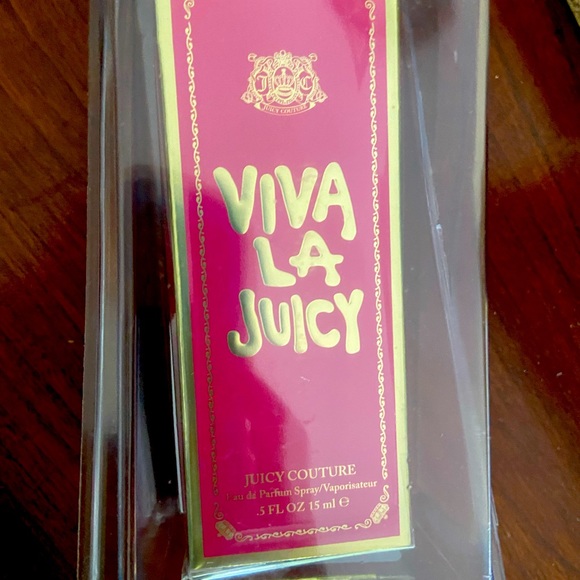 J C
JUICY COUTURE
VIVA
LA
JUICY
JUICY COUTURE
Eau de Parfum Spray/Vaporisateur
.5 FL OZ 15 ml ℮